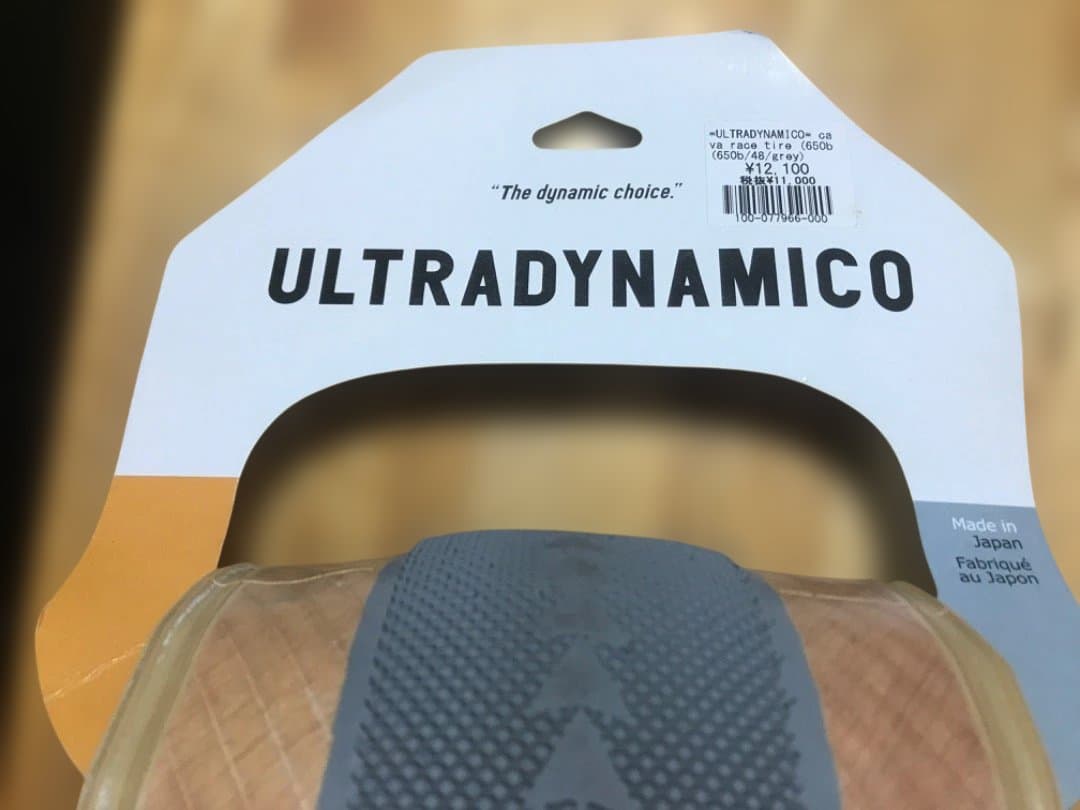 =ULTRADYNAMICO= ca
va race tire (650b
(650b/48/grey)
¥12,100
税抜¥11,000
100-077966-000
“The dynamic choice.”
ULTRADYNAMICO
Made in
Japan
Fabriqué
au Japon